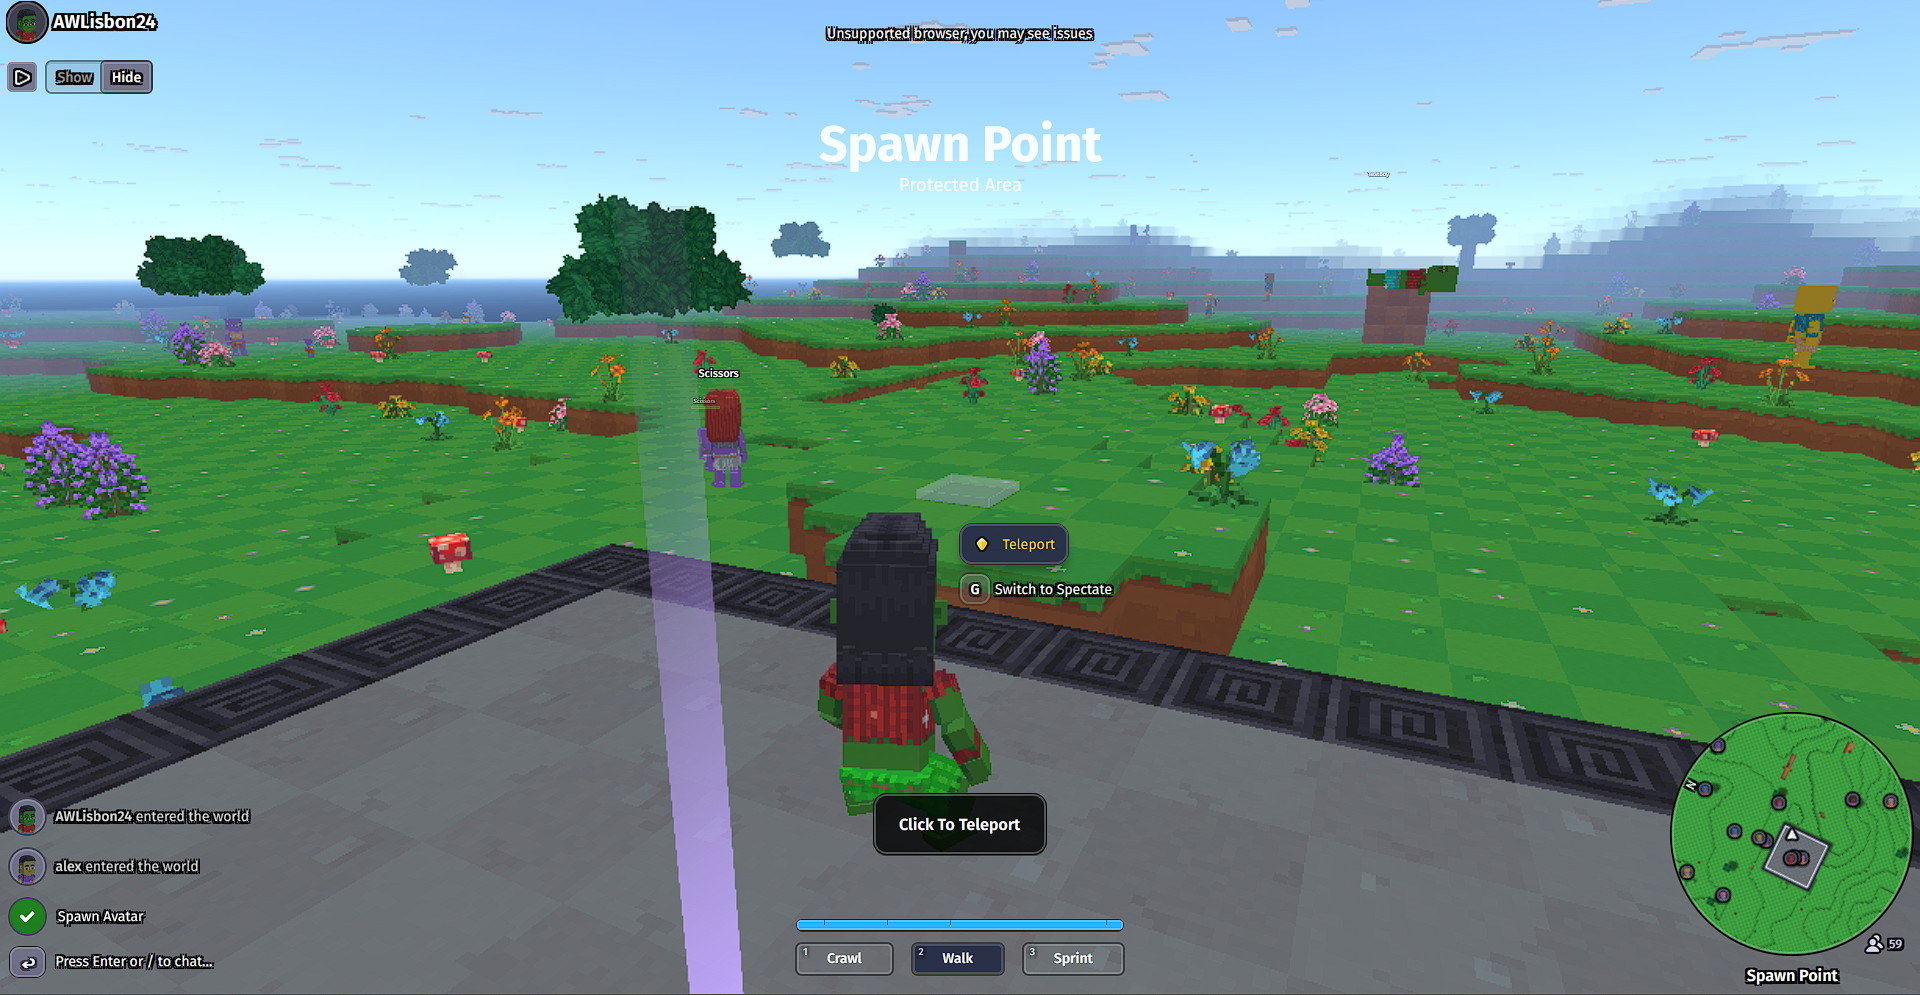 AWLisbon24
Unsupported browser, you may see issues
Show
Hide
Spawn Point
Protected Area
Scissors
Scissors
Teleport
G
Switch to Spectate
N
Click To Teleport
AWLisbon24 entered the world
alex entered the world
Spawn Avatar
Press Enter or / to chat...
1
Crawl
2
Walk
3
Sprint
59
Spawn Point